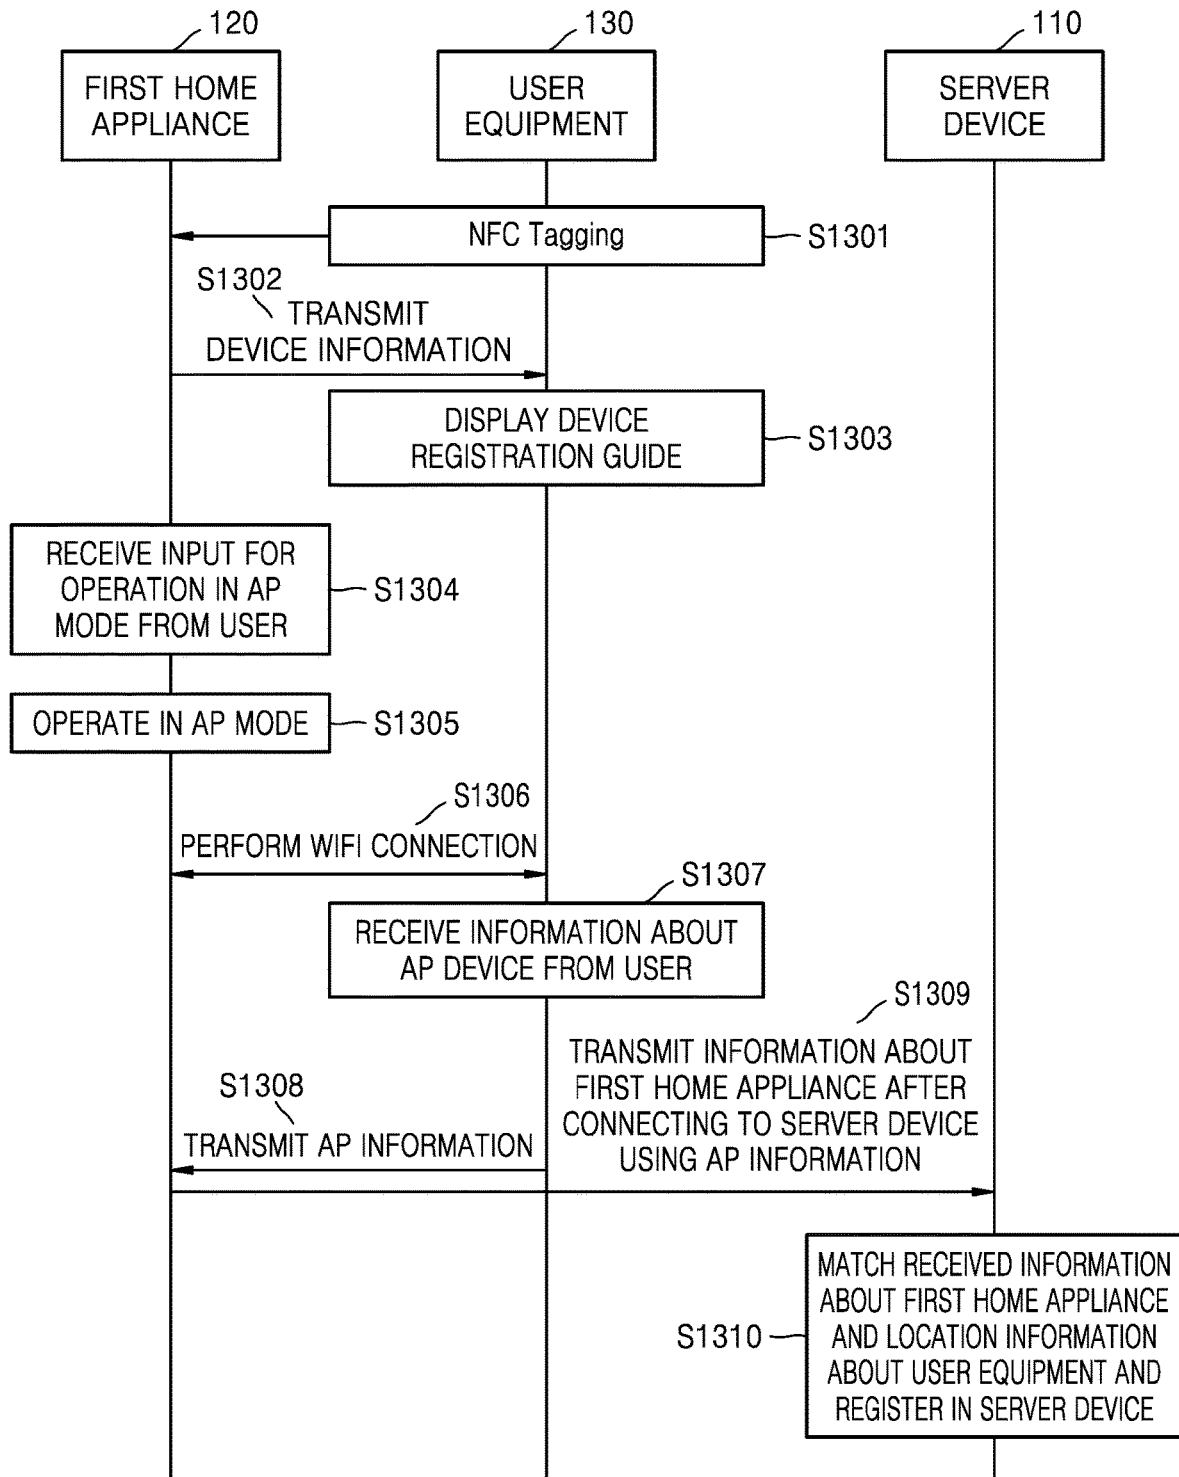 120
130
110
FIRST HOME
APPLIANCE
USER
EQUIPMENT
SERVER
DEVICE
NFC Tagging
S1301
S1302
TRANSMIT
DEVICE INFORMATION
DISPLAY DEVICE
REGISTRATION GUIDE
S1303
RECEIVE INPUT FOR
OPERATION IN AP
MODE FROM USER
S1304
OPERATE IN AP MODE
S1305
S1306
PERFORM WIFI CONNECTION
S1307
RECEIVE INFORMATION ABOUT
AP DEVICE FROM USER
S1309
TRANSMIT INFORMATION ABOUT
FIRST HOME APPLIANCE AFTER
CONNECTING TO SERVER DEVICE
USING AP INFORMATION
S1308
TRANSMIT AP INFORMATION
MATCH RECEIVED INFORMATION
ABOUT FIRST HOME APPLIANCE
AND LOCATION INFORMATION
ABOUT USER EQUIPMENT AND
REGISTER IN SERVER DEVICE
S1310